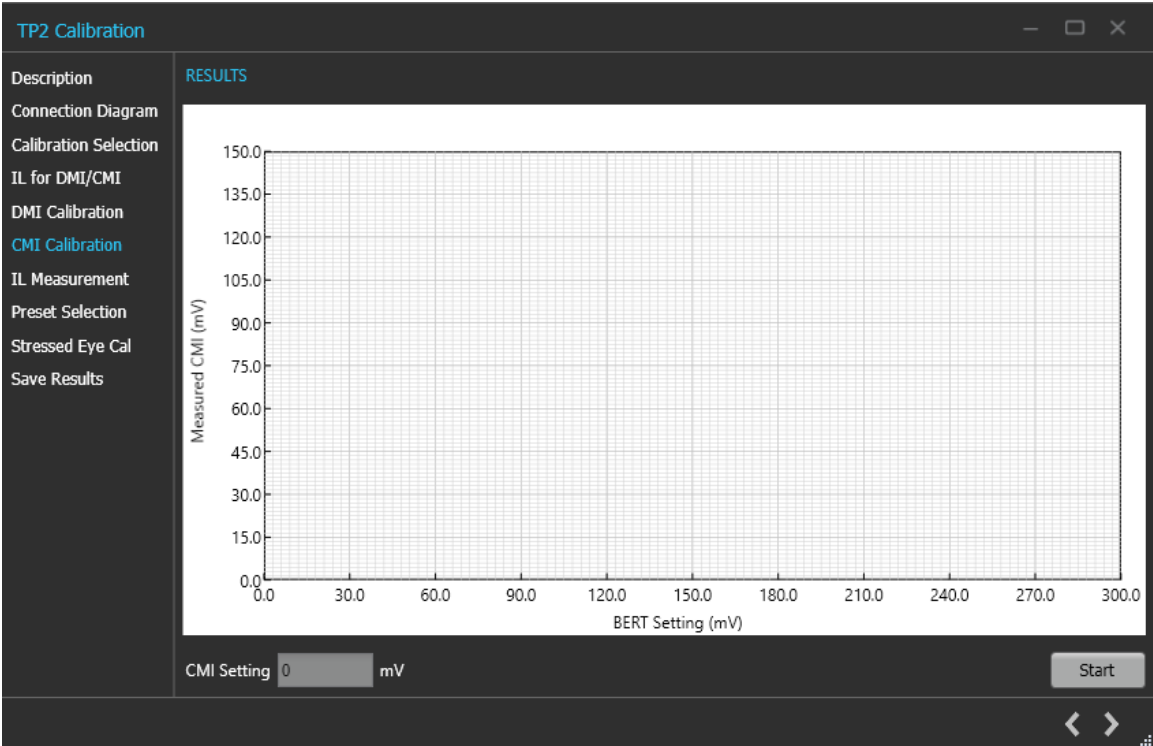 TP2 Calibration
Description
Connection Diagram
Calibration Selection
IL for DMI/CMI
DMI Calibration
CMI Calibration
IL Measurement
Preset Selection
Stressed Eye Cal
Save Results
RESULTS
150.0
135.0
120.0
105.0
90.0
75.0
60.0
45.0
30.0
15.0
0.0
Measured CMI (mV)
0.0 30.0 60.0 90.0 120.0 150.0 180.0 210.0 240.0 270.0 300.0
BERT Setting (mV)
CMI Setting 0 mV
Start